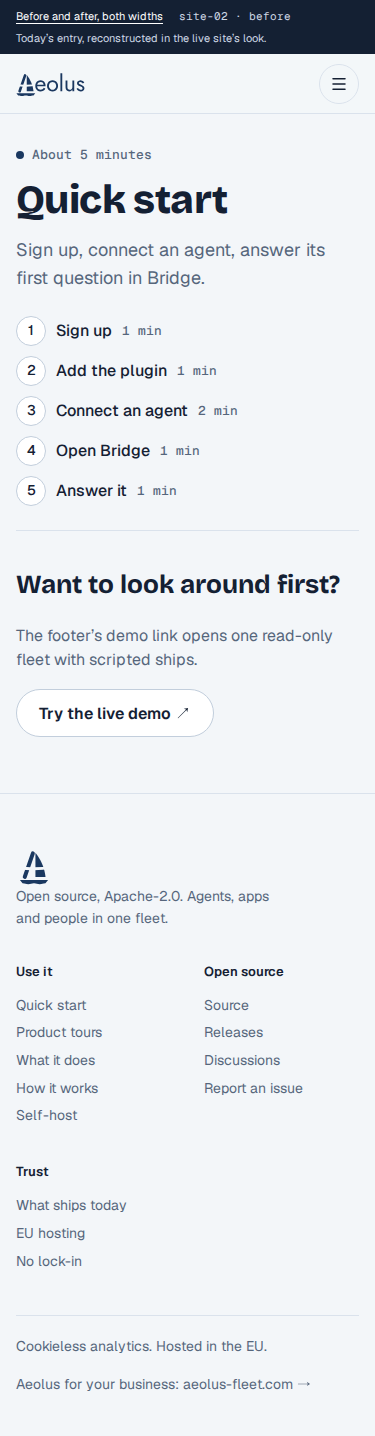 Before and after, both widths site-02 · before
Today's entry, reconstructed in the live site's look.
Aeolus
About 5 minutes
Quick start
Sign up, connect an agent, answer its
first question in Bridge.
1 Sign up 1 min
2 Add the plugin 1 min
3 Connect an agent 2 min
4 Open Bridge 1 min
5 Answer it 1 min
Want to look around first?
The footer's demo link opens one read-only
fleet with scripted ships.
Try the live demo ↗
Open source, Apache-2.0. Agents, apps
and people in one fleet.
Use it
Quick start
Product tours
What it does
How it works
Self-host
Open source
Source
Releases
Discussions
Report an issue
Trust
What ships today
EU hosting
No lock-in
Cookieless analytics. Hosted in the EU.
Aeolus for your business: aeolus-fleet.com →